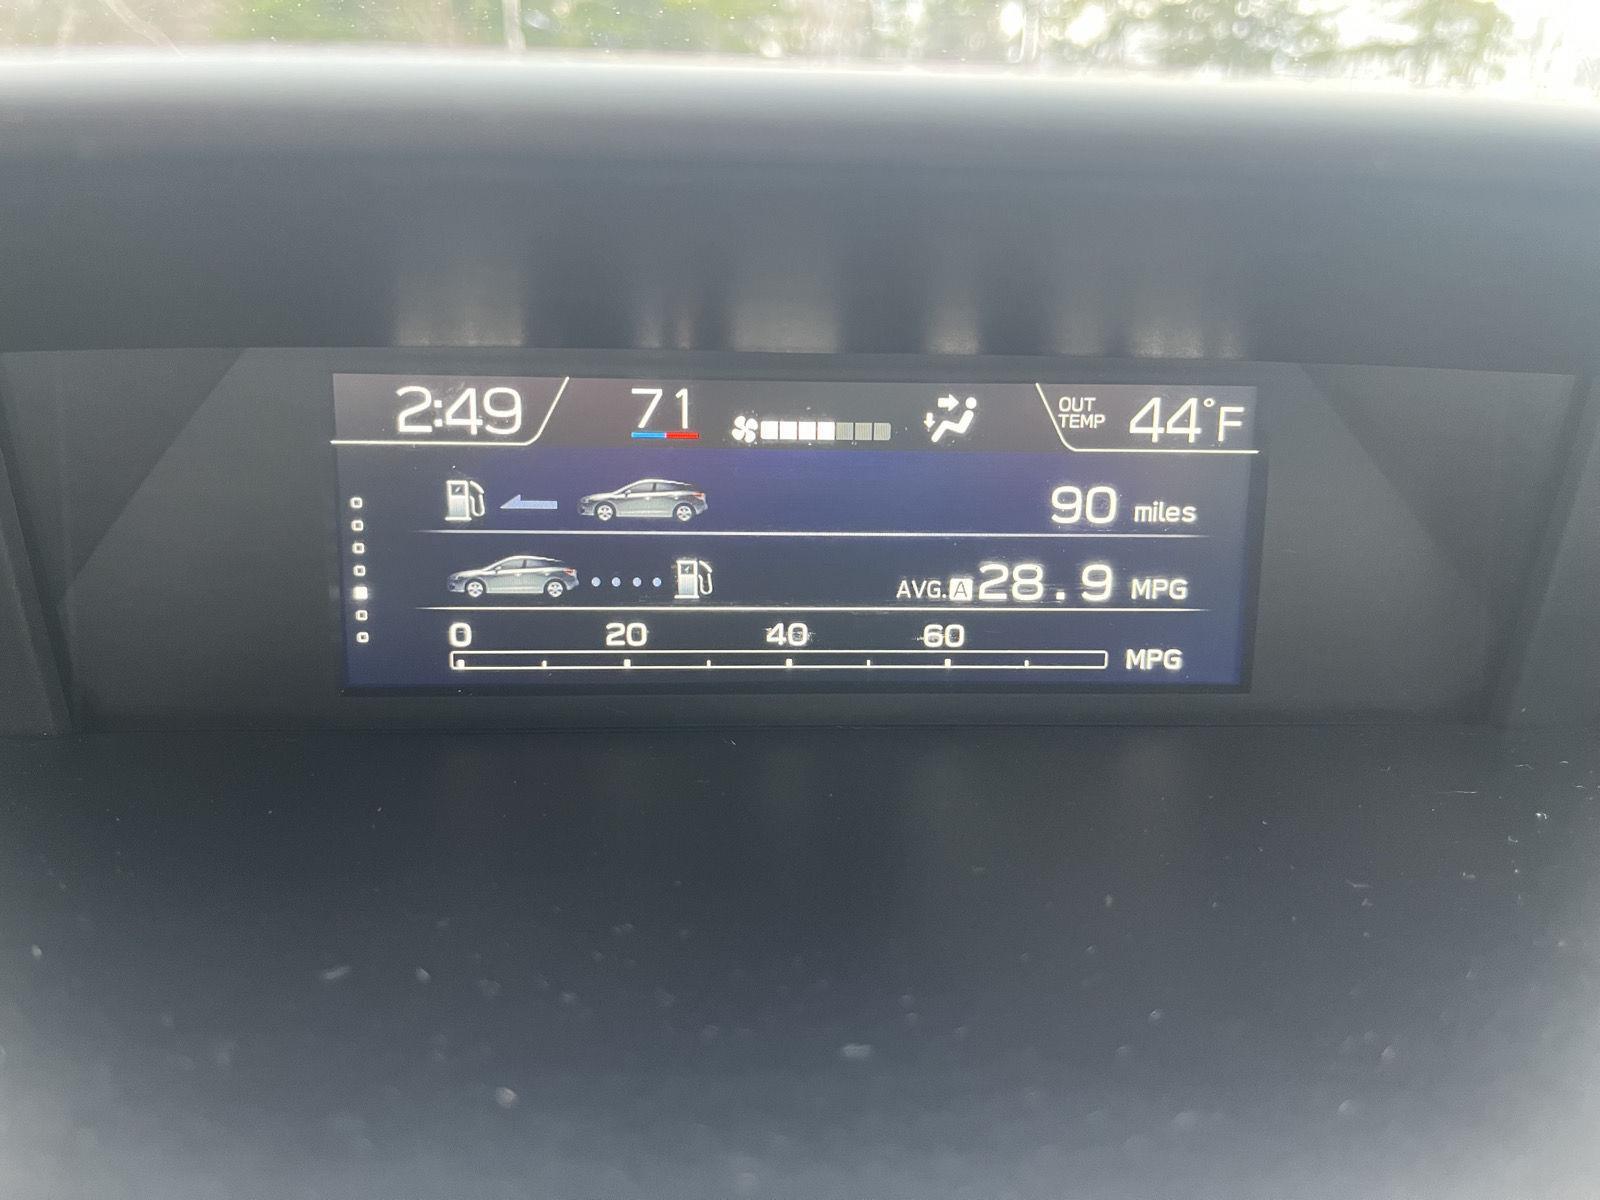 2:49 71 OUT TEMP 44°F
90 miles
AVG. A 28.9 MPG
0 20 40 60
MPG